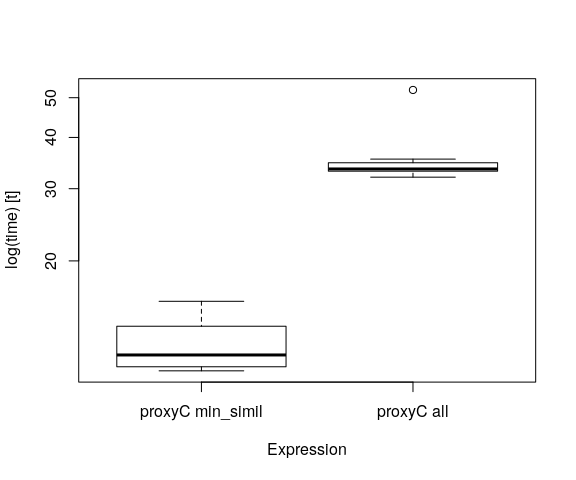 50
40
30
20
log(time) [t]
proxyC min_simil
proxyC all
Expression